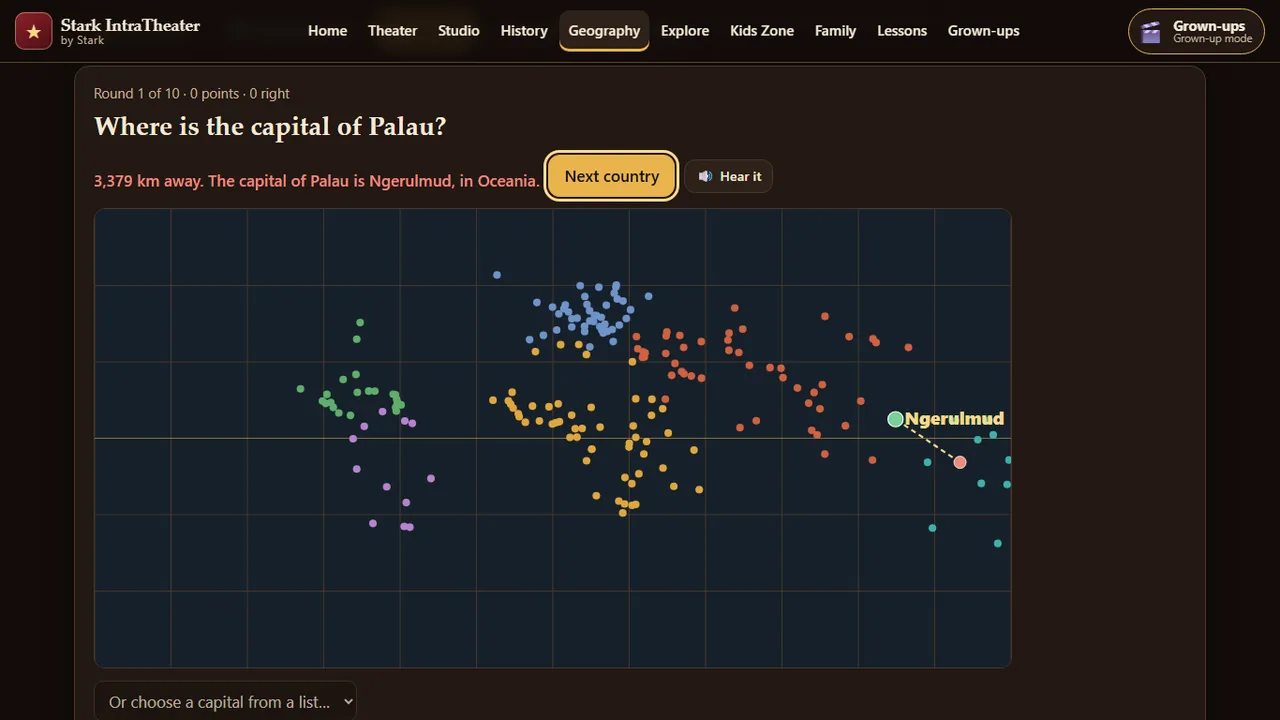 Stark IntraTheater
by Stark
Home
Theater
Studio
History
Geography
Explore
Kids Zone
Family
Lessons
Grown-ups
Grown-ups
Grown-up mode
Round 1 of 10 · 0 points · 0 right
Where is the capital of Palau?
3,379 km away. The capital of Palau is Ngerulmud, in Oceania.
Next country
Hear it
Ngerulmud
Or choose a capital from a list...